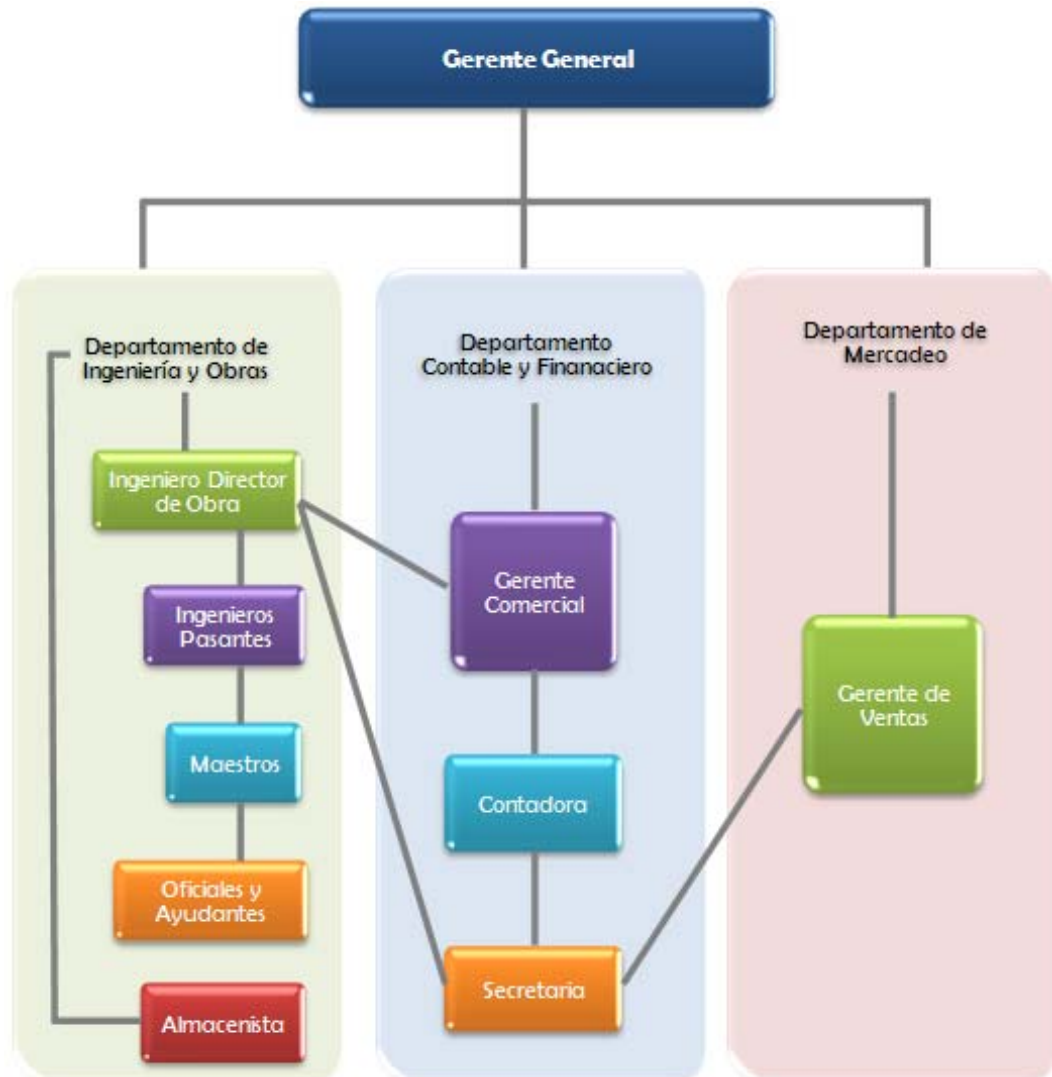 Gerente General
Departamento de
Ingeniería y Obras
Ingeniero Director
de Obra
Ingenieros
Pasantes
Maestros
Oficiales y
Ayudantes
Almacenista
Departamento
Contable y Finanaciero
Gerente
Comercial
Contadora
Secretaria
Departamento de
Mercadeo
Gerente de
Ventas